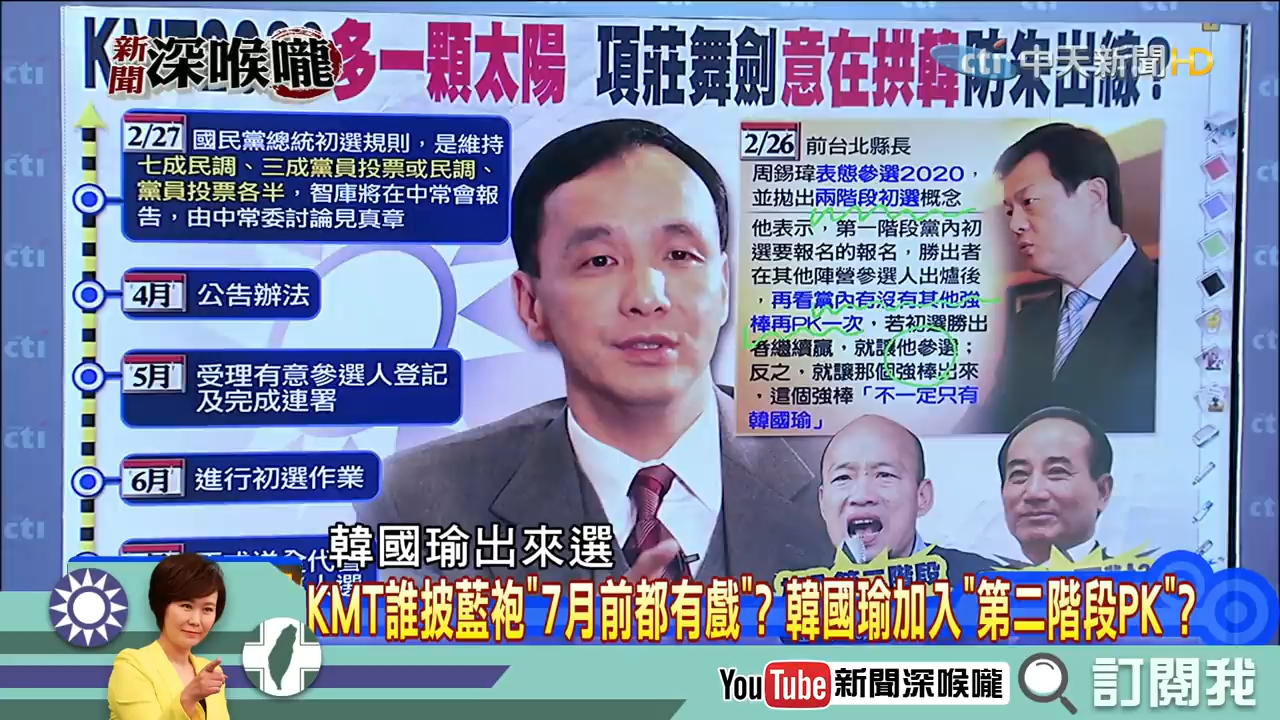 新聞深喉嚨
多一顆太陽 項莊舞劍意在拱韓防朱出線?
cti 中天新聞HD
2/27 國民黨總統初選規則，是維持
七成民調、三成黨員投票或民調、
黨員投票各半，智庫將在中常會報
告，由中常委討論見真章
4月 公告辦法
5月 受理有意參選人登記
及完成連署
6月 進行初選作業
2/26 前台北縣長
周錫瑋表態參選2020，
並拋出兩階段初選概念
他表示，第一階段黨內初
選要報名的報名，勝出者
在其他陣營參選人出爐後
，再看黨內有沒有其他強
棒再PK一次，若初選勝出
者繼續贏，就讓他參選；
反之，就讓那個強棒出來
，這個強棒「不一定只有
韓國瑜」
韓國瑜出來選
KMT誰披藍袍"7月前都有戲"? 韓國瑜加入"第二階段PK"?
YouTube 新聞深喉嚨 訂閱我